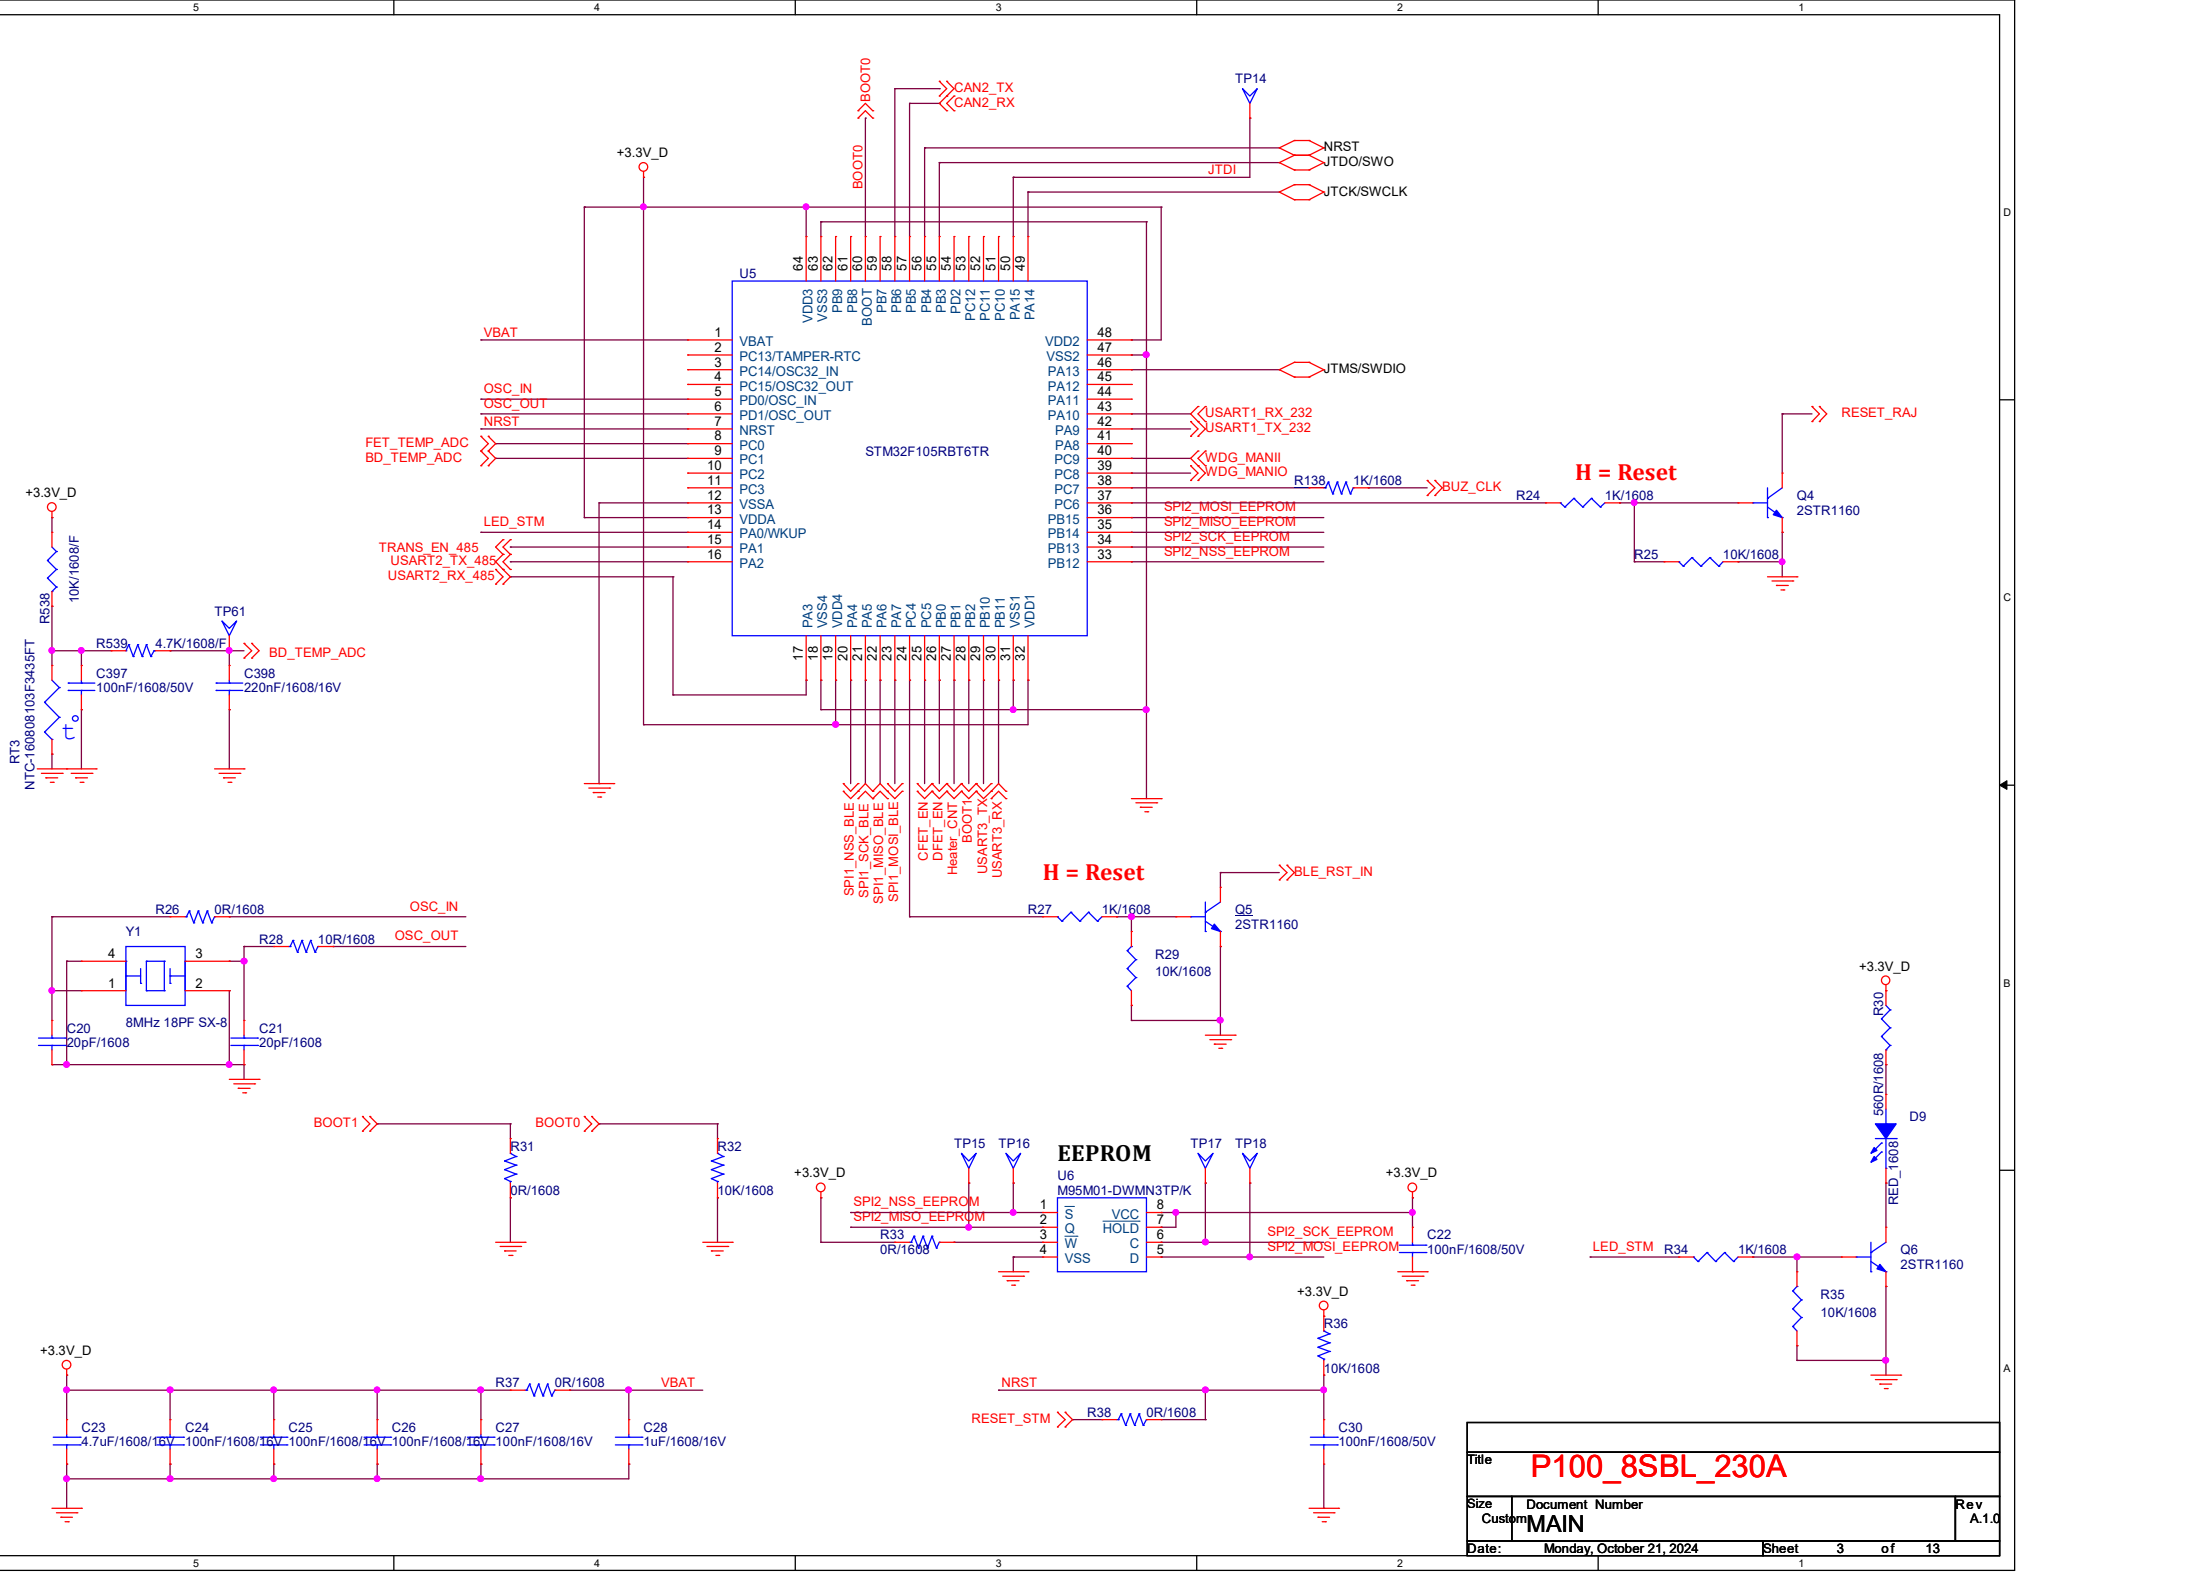 5
4
3
2
1
D
C
B
A
BOOT0
BOOT0
CAN2_TX
CAN2_RX
TP14
+3.3V_D
NRST
JTDO/SWO
JTDI
JTCK/SWCLK
U5
64
63
62
61
60
59
58
57
56
55
54
53
52
51
50
49
VDD3
VSS3
PB9
PB8
BOOT
PB7
PB6
PB5
PB4
PB3
PD2
PC12
PC11
PC10
PA15
PA14
VBAT 1 VBAT
2 PC13/TAMPER-RTC
3 PC14/OSC32_IN
4 PC15/OSC32_OUT
OSC_IN 5 PD0/OSC_IN
OSC_OUT 6 PD1/OSC_OUT
NRST 7 NRST
FET_TEMP_ADC 8 PC0
BD_TEMP_ADC 9 PC1
10 PC2
11 PC3
12 VSSA
13 VDDA
LED_STM 14 PA0/WKUP
TRANS_EN_485 15 PA1
USART2_TX_485 16 PA2
USART2_RX_485
STM32F105RBT6TR
VDD2 48
VSS2 47
PA13 46 JTMS/SWDIO
PA12 45
PA11 44
PA10 43 USART1_RX_232
PA9 42 USART1_TX_232
PA8 41
PC9 40 WDG_MANII
PC8 39 WDG_MANIO
PC7 38 R138 1K/1608 BUZ_CLK
PC6 37
PB15 36 SPI2_MOSI_EEPROM
PB14 35 SPI2_MISO_EEPROM
PB13 34 SPI2_SCK_EEPROM
PB12 33 SPI2_NSS_EEPROM
PA3
VSS4
VDD4
PA4
PA5
PA6
PA7
PC4
PC5
PB0
PB1
PB2
PB10
PB11
VSS1
VDD1
17
18
19
20
21
22
23
24
25
26
27
28
29
30
31
32
SPI1_NSS_BLE
SPI1_SCK_BLE
SPI1_MISO_BLE
SPI1_MOSI_BLE
CFET_EN
DFET_EN
Heater_CNT
BOOT1
USART3_TX
USART3_RX
RESET_RAJ
H = Reset
R24 1K/1608
Q4
2STR1160
R25 10K/1608
+3.3V_D
R538
10K/1608/F
TP61
R539 4.7K/1608/F
BD_TEMP_ADC
C397
100nF/1608/50V
C398
220nF/1608/16V
RT3
NTC-160808103F3435FT
t°
H = Reset
BLE_RST_IN
R27 1K/1608
Q5
2STR1160
R29
10K/1608
R26 0R/1608 OSC_IN
R28 10R/1608 OSC_OUT
Y1
4
3
1
2
8MHz 18PF SX-8
C20
20pF/1608
C21
20pF/1608
BOOT1
R31
0R/1608
BOOT0
R32
10K/1608
EEPROM
TP15
TP16
TP17
TP18
U6
M95M01-DWMN3TP/K
+3.3V_D
+3.3V_D
SPI2_NSS_EEPROM 1 S
SPI2_MISO_EEPROM 2 Q
R33 0R/1608 3 W
4 VSS
VCC 8
HOLD 7
C 6 SPI2_SCK_EEPROM
D 5 SPI2_MOSI_EEPROM
C22
100nF/1608/50V
+3.3V_D
R30
560R/1608
D9
RED_1608
LED_STM R34 1K/1608
Q6
2STR1160
R35
10K/1608
+3.3V_D
R36
10K/1608
NRST
RESET_STM R38 0R/1608
C30
100nF/1608/50V
+3.3V_D
R37 0R/1608 VBAT
C23
4.7uF/1608/16V
C24
100nF/1608/16V
C25
100nF/1608/16V
C26
100nF/1608/16V
C27
100nF/1608/16V
C28
1uF/1608/16V
Title
P100_8SBL_230A
Size
Custom
Document Number
MAIN
Rev
A.1.0
Date: Monday, October 21, 2024 Sheet 3 of 13
5
4
3
2
1